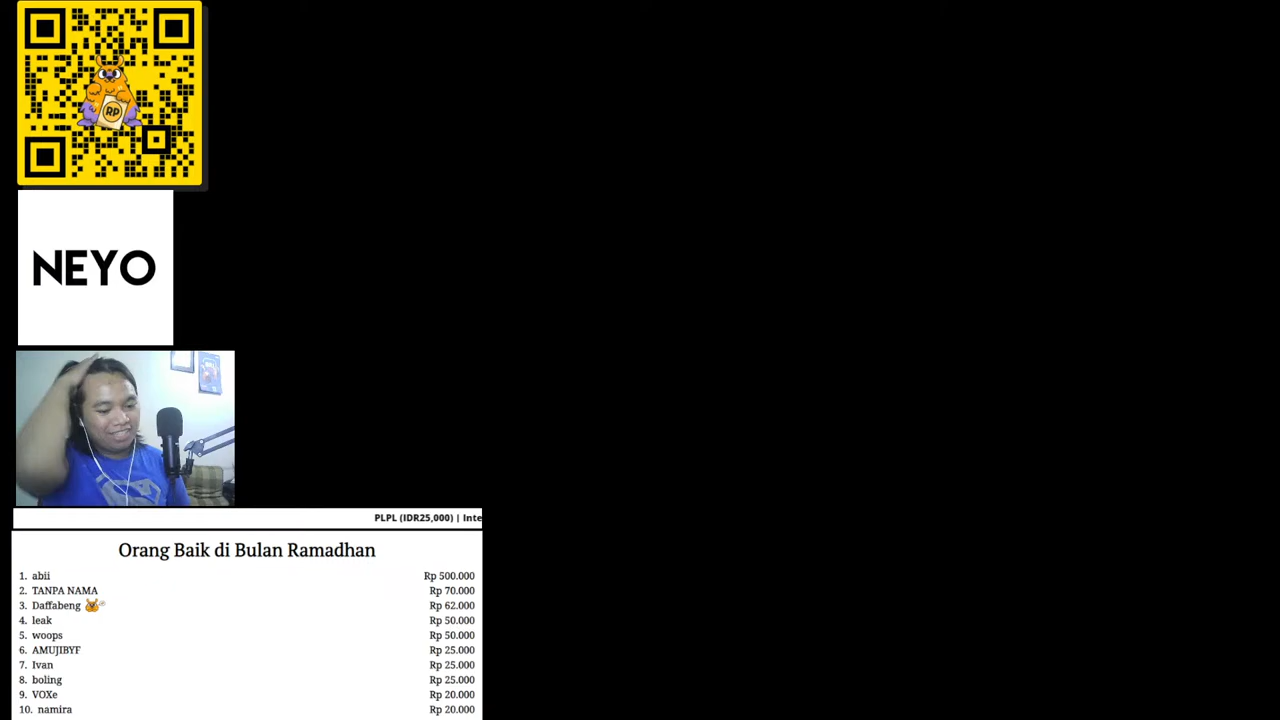 RP
NEYO
PLPL (IDR25,000) | Inte
Orang Baik di Bulan Ramadhan
1. abii Rp 500.000
2. TANPA NAMA Rp 70.000
3. Daffabeng Rp 62.000
4. leak Rp 50.000
5. woops Rp 50.000
6. AMUJIBYF Rp 25.000
7. Ivan Rp 25.000
8. boling Rp 25.000
9. VOXe Rp 20.000
10. namira Rp 20.000